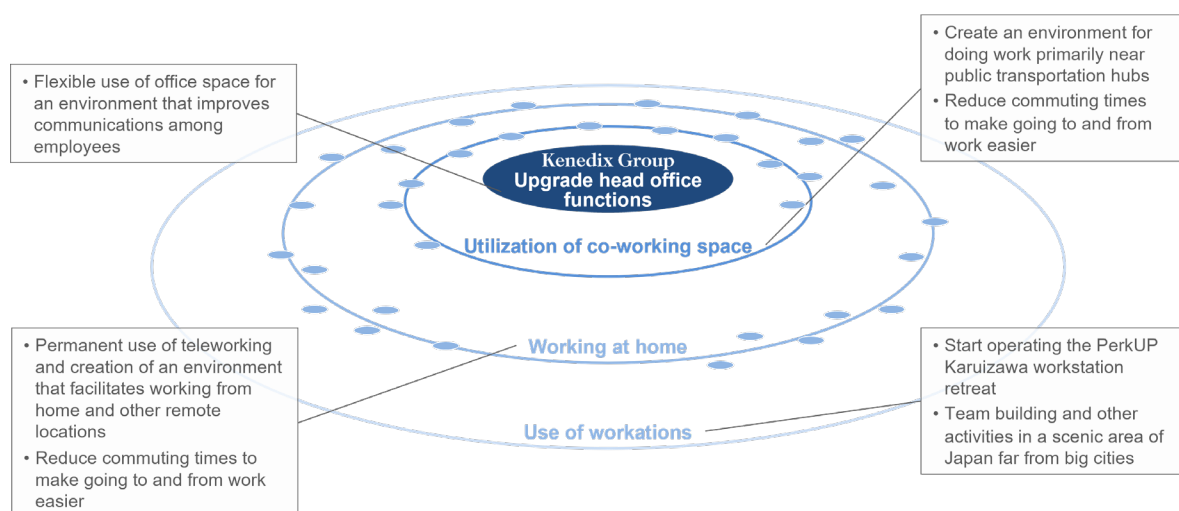 • Create an environment for
doing work primarily near
public transportation hubs
• Reduce commuting times
to make going to and from
work easier
• Flexible use of office space for
an environment that improves
communications among
employees
Kenedix Group
Upgrade head office
functions
Utilization of co-working space
Working at home
Use of workations
• Permanent use of teleworking
and creation of an environment
that facilitates working from
home and other remote
locations
• Reduce commuting times to
make going to and from work
easier
• Start operating the PerkUP
Karuizawa workstation
retreat
• Team building and other
activities in a scenic area of
Japan far from big cities